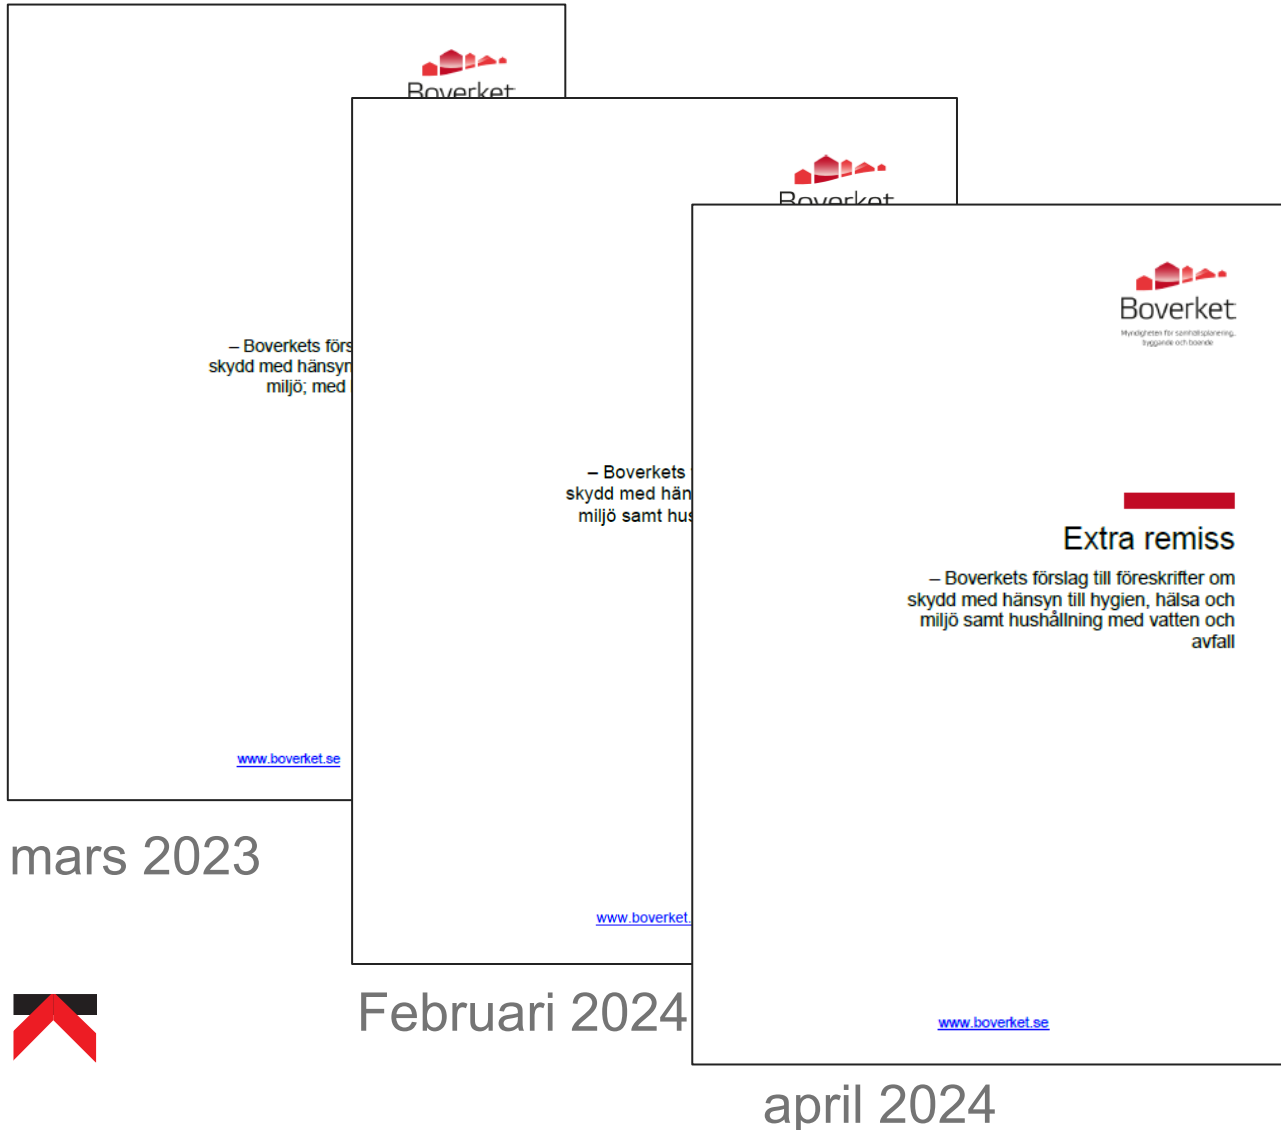 Boverket
– Boverkets förs
skydd med hänsyn
miljö; med
www.boverket.se
mars 2023
Boverket
– Boverkets
skydd med hän
miljö samt hus
www.boverket.
Februari 2024
Boverket
Myndigheten för samhällsplanering,
byggande och boende
Extra remiss
– Boverkets förslag till föreskrifter om
skydd med hänsyn till hygien, hälsa och
miljö samt hushållning med vatten och
avfall
www.boverket.se
april 2024